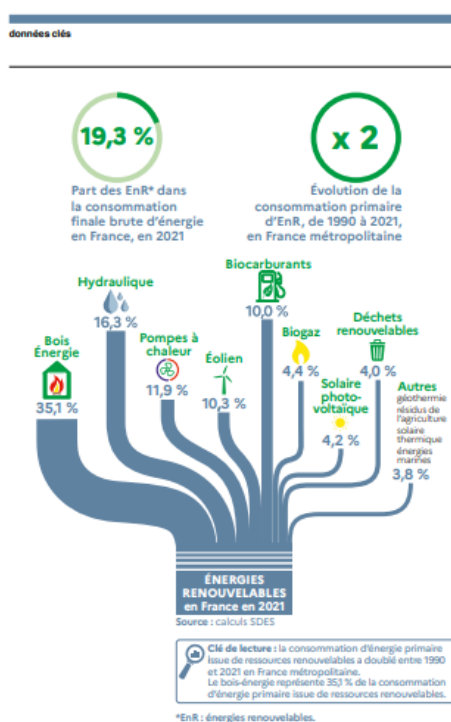 données clés
19,3 %
x 2
Part des EnR* dans
la consommation
finale brute d'énergie
en France, en 2021
Évolution de la
consommation primaire
d'EnR, de 1990 à 2021,
en France métropolitaine
Bois
Énergie
35,1 %
Hydraulique
16,3 %
Pompes à
chaleur
11,9 %
Éolien
10,3 %
Biocarburants
10,0 %
Biogaz
4,4 %
Solaire
photo-
voltaïque
4,2 %
Déchets
renouvelables
4,0 %
Autres
géothermie
résidus de
l'agriculture
solaire
thermique
énergies
marines
3,8 %
ÉNERGIES
RENOUVELABLES
en France en 2021
Source : calculs SDES
Clé de lecture : la consommation d'énergie primaire
issue de ressources renouvelables a doublé entre 1990
et 2021 en France métropolitaine.
Le bois-énergie représente 35,1 % de la consommation
d'énergie primaire issue de ressources renouvelables.
*EnR : énergies renouvelables.